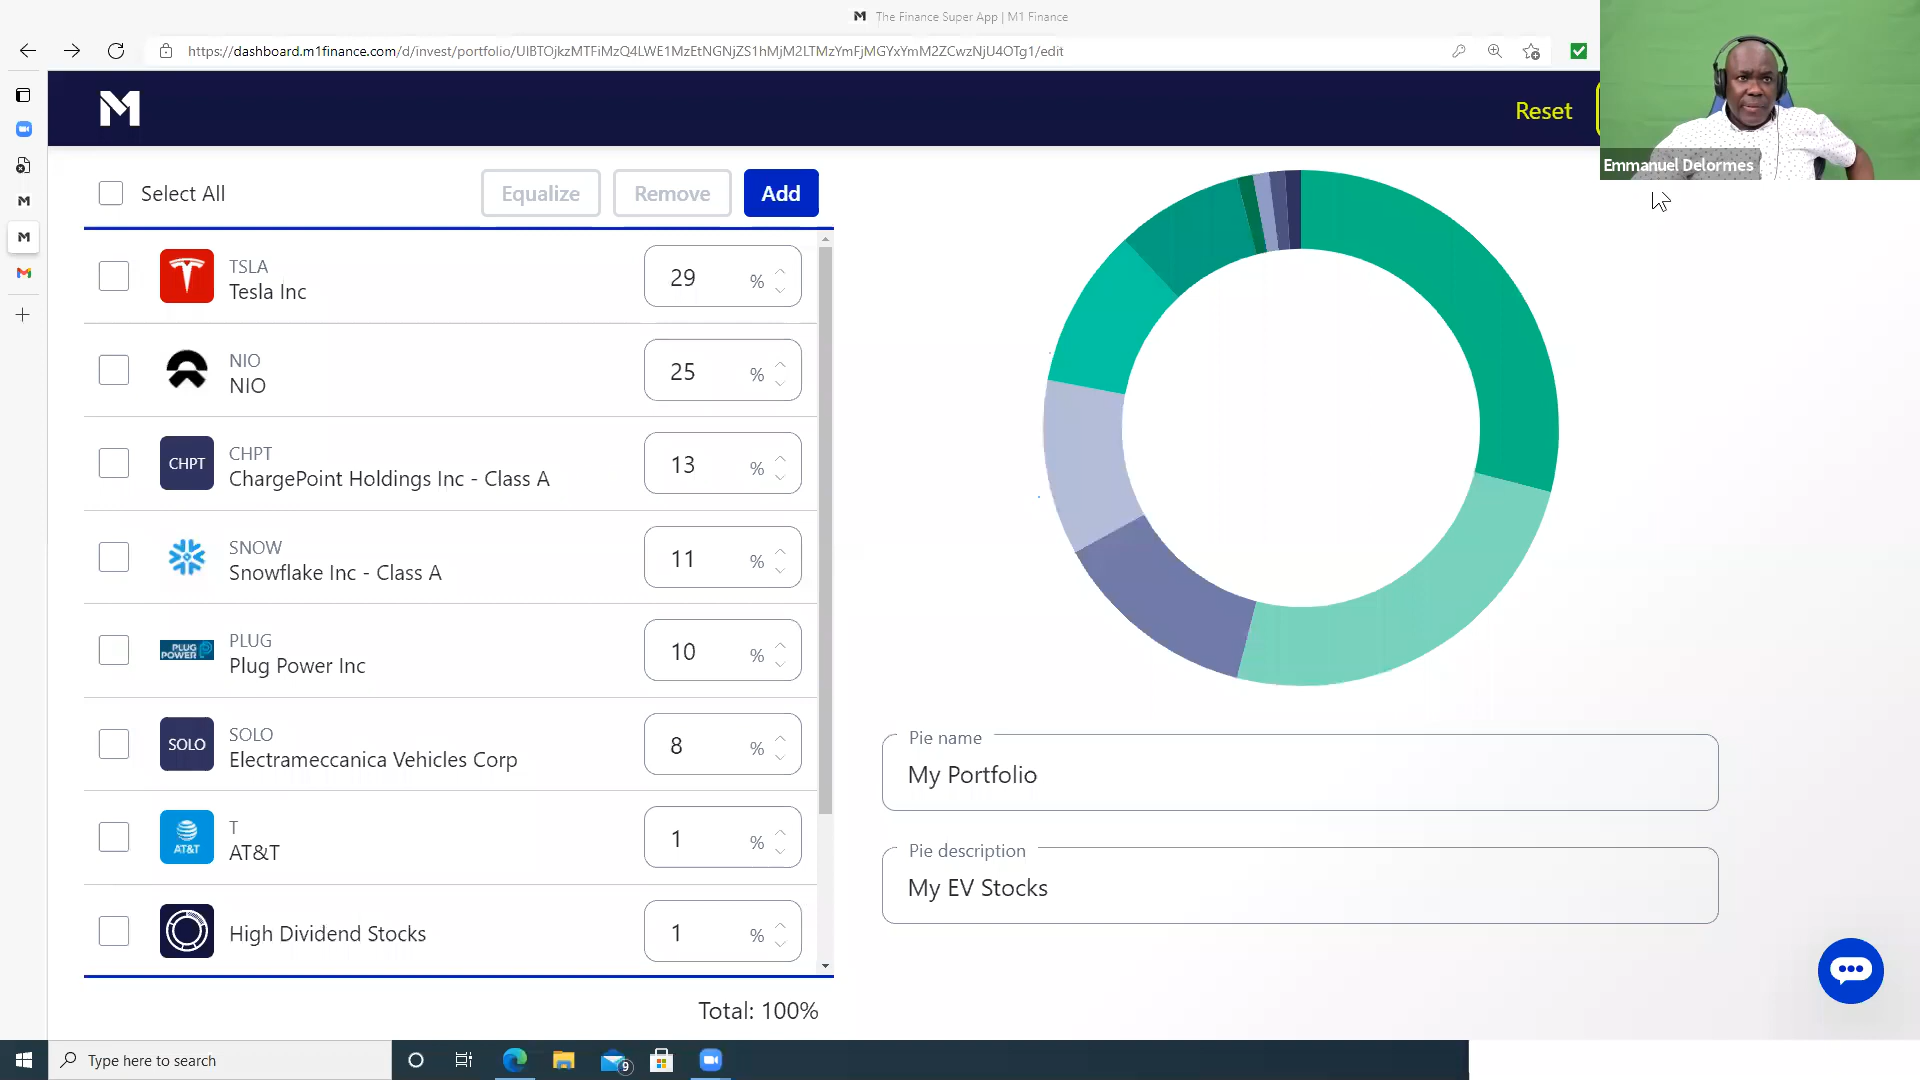 The Finance Super App | M1 Finance
https://dashboard.m1finance.com/d/invest/portfolio/UlBTOjkzMTFiMzQ4LWE1MzEtNGNjZS1hMjM2LTMzYmFjMGYxYmM2ZCwzNjU4OTg1/edit
Reset
Emmanuel Delormes
Select All
Equalize
Remove
Add
TSLA
Tesla Inc
29 %
NIO
NIO
25 %
CHPT
CHPT
ChargePoint Holdings Inc - Class A
13 %
SNOW
Snowflake Inc - Class A
11 %
PLUG POWER
PLUG
Plug Power Inc
10 %
SOLO
SOLO
Electrameccanica Vehicles Corp
8 %
AT&T
T
AT&T
1 %
High Dividend Stocks
1 %
Total: 100%
Pie name
My Portfolio
Pie description
My EV Stocks
Type here to search
9